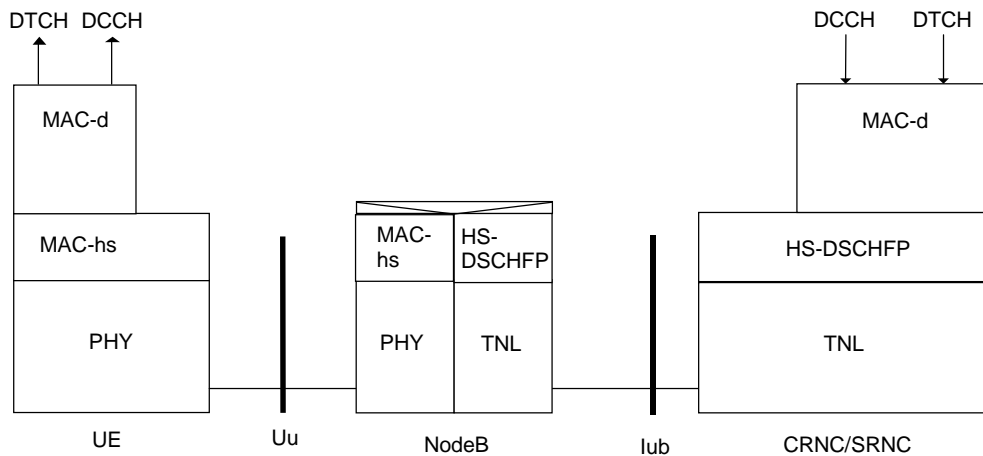 DTCH DCCH
DCCH DTCH
MAC-d
MAC-d
MAC-hs
MAC-
hs
HS-
DSCHFP
HS-DSCHFP
PHY
PHY
TNL
TNL
UE
Uu
NodeB
Iub
CRNC/SRNC